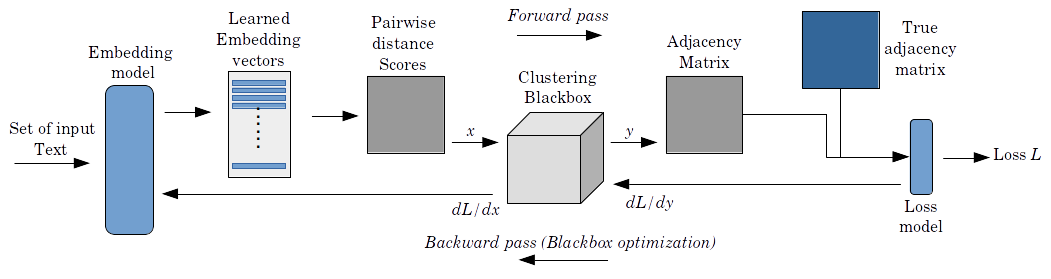 Set of input
Text
Embedding
model
Learned
Embedding
vectors
Pairwise
distance
Scores
Forward pass
x
Clustering
Blackbox
y
Adjacency
Matrix
True
adjacency
matrix
Loss L
Loss
model
dL/dy
dL/dx
Backward pass (Blackbox optimization)